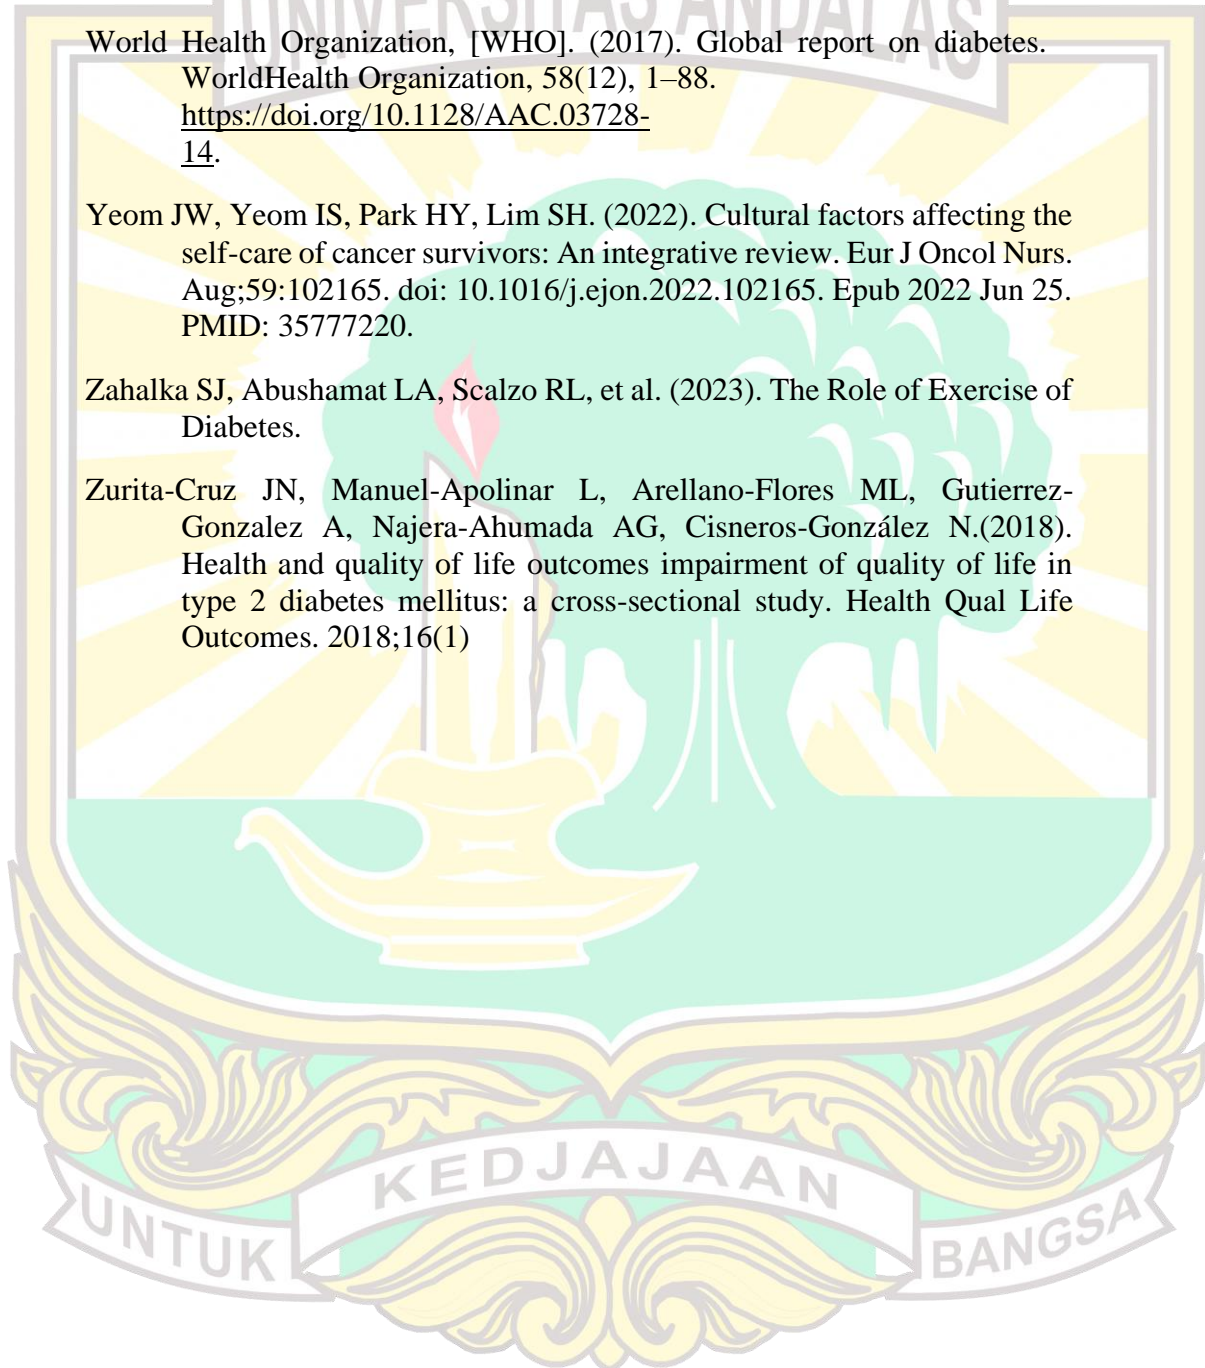 UNIVERSITAS ANDALAS
World Health Organization, [WHO]. (2017). Global report on diabetes.
WorldHealth Organization, 58(12), 1–88.
https://doi.org/10.1128/AAC.03728-
14.
Yeom JW, Yeom IS, Park HY, Lim SH. (2022). Cultural factors affecting the
self-care of cancer survivors: An integrative review. Eur J Oncol Nurs.
Aug;59:102165. doi: 10.1016/j.ejon.2022.102165. Epub 2022 Jun 25.
PMID: 35777220.
Zahalka SJ, Abushamat LA, Scalzo RL, et al. (2023). The Role of Exercise of
Diabetes.
Zurita-Cruz JN, Manuel-Apolinar L, Arellano-Flores ML, Gutierrez-
Gonzalez A, Najera-Ahumada AG, Cisneros-González N.(2018).
Health and quality of life outcomes impairment of quality of life in
type 2 diabetes mellitus: a cross-sectional study. Health Qual Life
Outcomes. 2018;16(1)
UNTUK KEDJAJAAN BANGSA